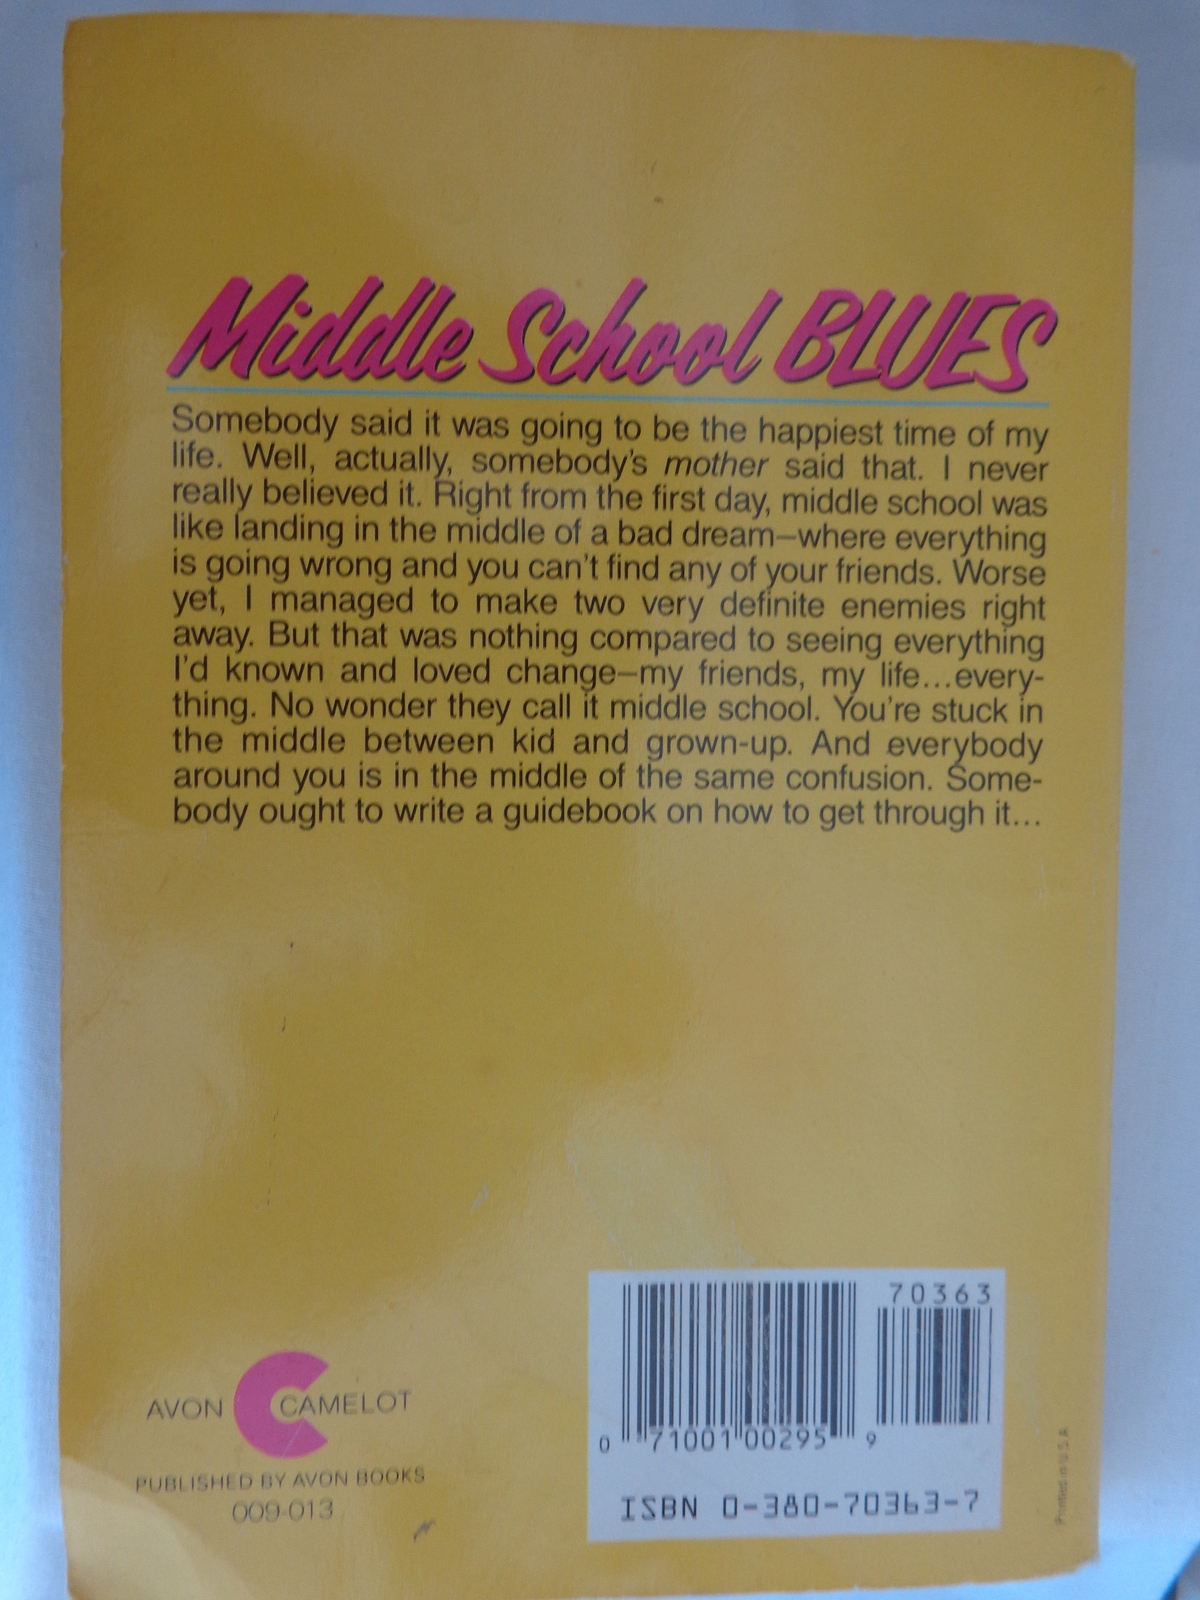 Middle School BLUES
Somebody said it was going to be the happiest time of my
life. Well, actually, somebody's mother said that. I never
really believed it. Right from the first day, middle school was
like landing in the middle of a bad dream—where everything
is going wrong and you can't find any of your friends. Worse
yet, I managed to make two very definite enemies right
away. But that was nothing compared to seeing everything
I'd known and loved change—my friends, my life...every-
thing. No wonder they call it middle school. You're stuck in
the middle between kid and grown-up. And everybody
around you is in the middle of the same confusion. Some-
body ought to write a guidebook on how to get through it...
AVON CAMELOT
PUBLISHED BY AVON BOOKS
009-013
70363
0 71001 00295 9
ISBN 0-380-70363-7
Printed in U.S.A.